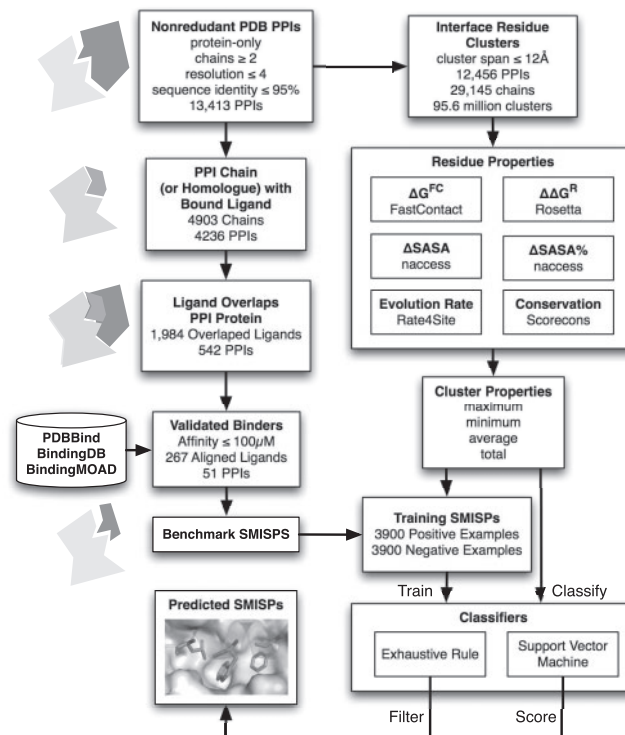 Nonredudant PDB PPIs
protein-only
chains ≥ 2
resolution ≤ 4
sequence identity ≤ 95%
13,413 PPIs
Interface Residue
Clusters
cluster span ≤ 12Å
12,456 PPIs
29,145 chains
95.6 million clusters
PPI Chain
(or Homologue) with
Bound Ligand
4903 Chains
4236 PPIs
Residue Properties
ΔG^FC
FastContact
ΔΔG^R
Rosetta
ΔSASA
naccess
ΔSASA%
naccess
Evolution Rate
Rate4Site
Conservation
Scorecons
Ligand Overlaps
PPI Protein
1,984 Overlaped Ligands
542 PPIs
Cluster Properties
maximum
minimum
average
total
PDBBind
BindingDB
BindingMOAD
Validated Binders
Affinity ≤ 100μM
267 Aligned Ligands
51 PPIs
Benchmark SMISPS
Training SMISPs
3900 Positive Examples
3900 Negative Examples
Train
Classify
Predicted SMISPs
Classifiers
Exhaustive Rule
Support Vector
Machine
Filter
Score